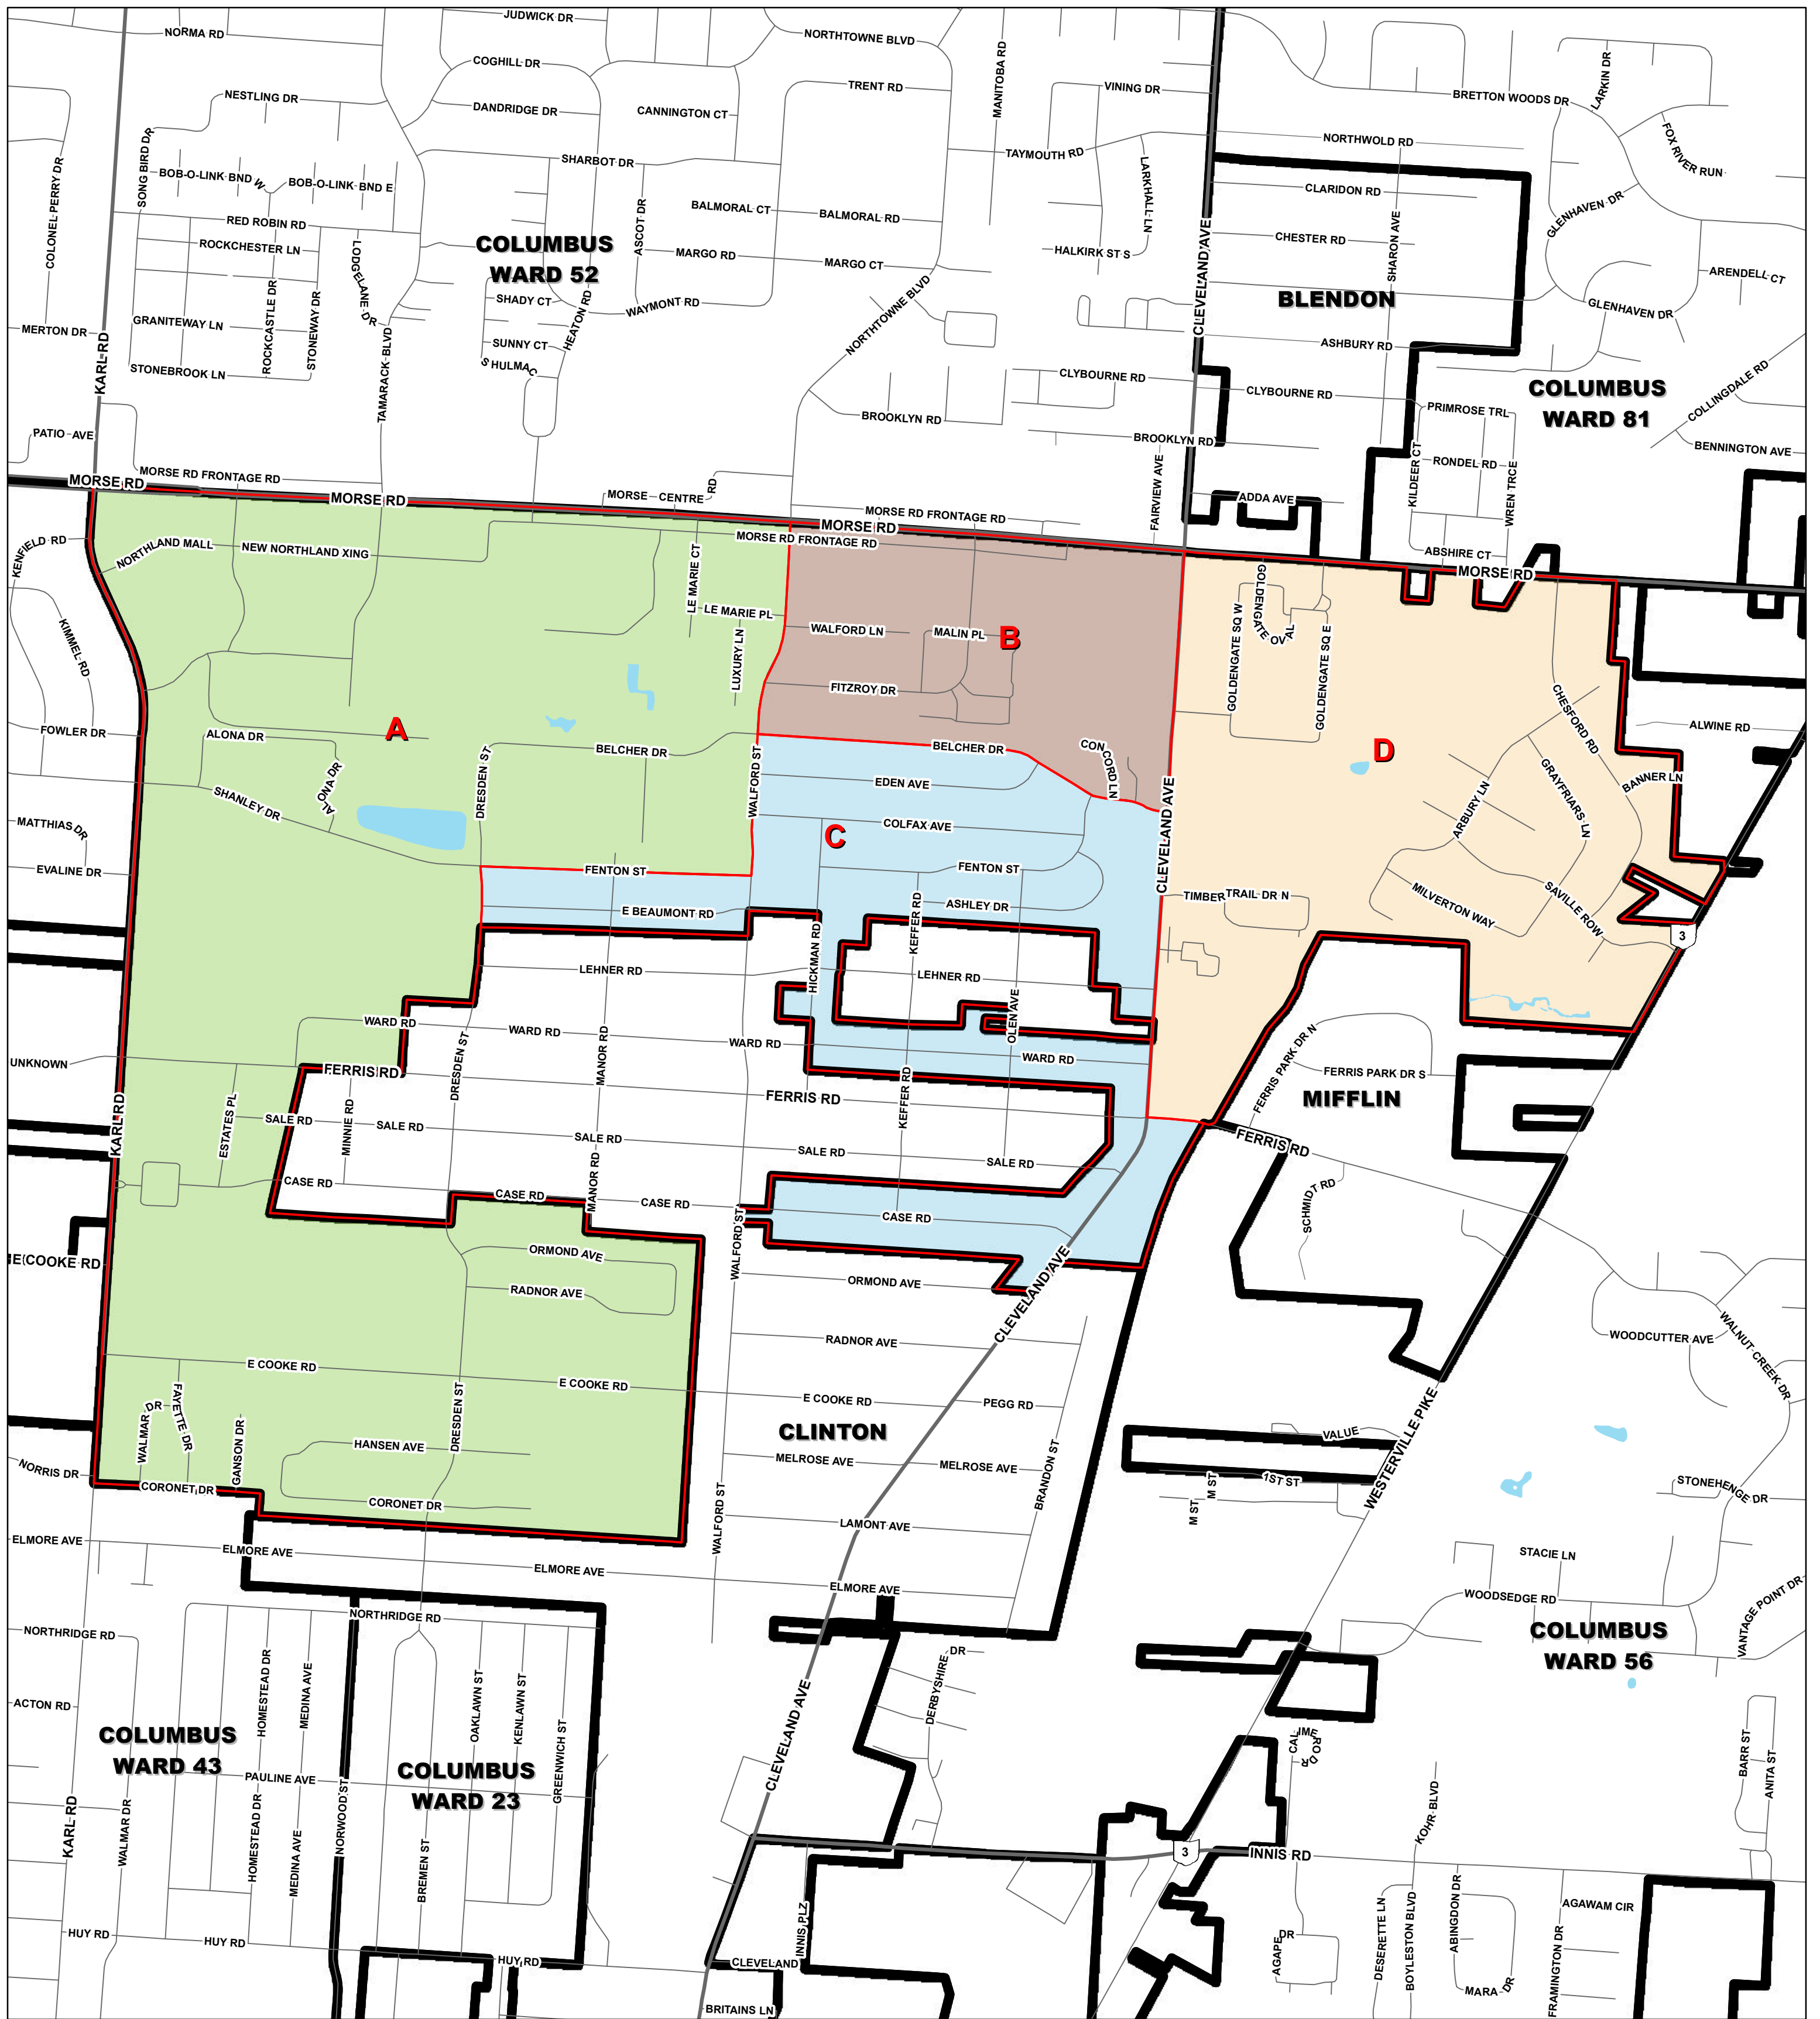 JUDWICK DR
NORMA RD
NORTHTOWNE BLVD
COGHILL DR
MANITOBA RD
LARKIN DR
TRENT RD
VINING DR
NESTLING DR
DANDRIDGE DR
CANNINGTON CT
BRETTON WOODS DR
SONG BIRD DR
COLONEL PERRY DR
FOX RIVER RUN
NORTHWOLD RD
TAYMOUTH RD
SHARBOT DR
BOB-O-LINK BND W
BOB-O-LINK BND E
LARKHALL LN
CLARIDON RD
GLENHAVEN DR
RED ROBIN RD
ASCOT DR
BALMORAL CT
BALMORAL RD
SHARON AVE
CHESTER RD
ROCKCHESTER LN
COLUMBUS
WARD 52
MARGO RD
MARGO CT
HALKIRK ST S
CLEVELAND AVE
ARENDELL CT
LODGELANE DR
ROCKCASTLE DR
STONEWAY DR
SHADY CT
HEATON RD
WAYMONT RD
BLENDON
GLENHAVEN DR
GRANITEWAY LN
MERTON DR
TAMARACK BLVD
SUNNY CT
NORTHTOWNE BLVD
ASHBURY RD
KARL RD
STONEBROOK LN
S HULMAC
CLYBOURNE RD
CLYBOURNE RD
COLUMBUS
WARD 81
COLLINGDALE RD
PRIMROSE TRL
BROOKLYN RD
BROOKLYN RD
PATIO AVE
BENNINGTON AVE
RONDEL RD
KILDER CT
WREN TRCE
MORSE RD FRONTAGE RD
MORSE RD
MORSE RD
MORSE CENTRE RD
FAIRVIEW AVE
ADDA AVE
MORSE RD FRONTAGE RD
MORSE RD
MORSE RD FRONTAGE RD
ABSHIRE CT
MORSE RD
KENFIELD RD
NORTHLAND MALL
NEW NORTHLAND XING
LE MARIE CT
LE MARIE PL
LUXURY LN
WALFORD LN
MALIN PL
B
GOLDENGATE SQ W
GOLDENGATE OVAL
GOLDENGATE SQ E
KIMMEL RD
FITZROY DR
CHESFORD RD
ALWINE RD
FOWLER DR
A
ALONA DR
ALONA DR
BELCHER DR
BELCHER DR
CONCORD LN
D
DRESDEN ST
WALFORD ST
EDEN AVE
BANNER LN
GRAYFRIARS LN
ARBURY LN
SHANLEY DR
MATTHIAS DR
C
COLFAX AVE
CLEVELAND AVE
EVALINE DR
FENTON ST
FENTON ST
TIMBER TRAIL DR N
MILVERTON WAY
SAVILLE ROW
E BEAUMONT RD
KEFFER RD
ASHLEY DR
3
HICKMAN RD
LEHNER RD
LEHNER RD
OLEN AVE
WARD RD
WARD RD
WARD RD
WARD RD
DRESDEN ST
MANOR RD
FERRIS PARK DR N
UNKNOWN
FERRIS RD
FERRIS RD
KEFFER RD
FERRIS PARK DR S
MIFFLIN
KARL RD
ESTATES PL
SALE RD
MINNIE RD
SALE RD
SALE RD
SALE RD
SALE RD
FERRIS RD
CASE RD
CASE RD
MANOR RD
CASE RD
CASE RD
SCHMIDT RD
WALFORD ST
E COOKE RD
ORMOND AVE
ORMOND AVE
RADNOR AVE
CLEVELAND AVE
RADNOR AVE
WOODCUTTER AVE
WALNUT CREEK DR
E COOKE RD
E COOKE RD
E COOKE RD
PEGG RD
WALMAR DR
FAYETTE DR
GANSON DR
DRESDEN ST
HANSEN AVE
CLINTON
VALUE
WESTERVILLE PIKE
MELROSE AVE
MELROSE AVE
NORRIS DR
CORONET DR
CORONET DR
BRANDON ST
M ST
M ST
1ST ST
STONEHENGE DR
WALFORD ST
LAMONT AVE
ELMORE AVE
ELMORE AVE
ELMORE AVE
ELMORE AVE
STACIE LN
WOODSEDGE RD
VANTAGE POINT DR
NORTHRIDGE RD
NORTHRIDGE RD
COLUMBUS
WARD 56
DERBYSHIRE DR
ACTON RD
HOMESTEAD DR
MEDINA AVE
OAKLAWN ST
KENLAWN ST
GREENWICH ST
COLUMBUS
WARD 43
CLEVELAND AVE
CALIMERO DR
BARR ST
ANITA ST
PAULINE AVE
COLUMBUS
WARD 23
KARL RD
WALMAR DR
HOMESTEAD DR
MEDINA AVE
NORWOOD ST
BREMEN ST
KOHR BLVD
3
INNIS RD
HUY RD
HUY RD
HUY RD
INNIS PLZ
CLEVELAND
BRITAINS LN
AGAPE DR
DESERETTE LN
BOYLESTON BLVD
ABINGDON DR
MARA DR
FRAMINGTON DR
AGAWAM CIR